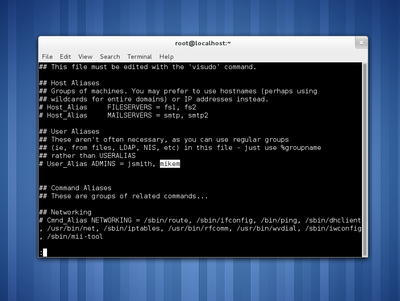 root@localhost:~
File Edit View Search Terminal Help
## This file must be edited with the 'visudo' command.
## Host Aliases
## Groups of machines. You may prefer to use hostnames (perhaps using
## wildcards for entire domains) or IP addresses instead.
# Host_Alias FILESERVERS = fs1, fs2
# Host_Alias MAILSERVERS = smtp, smtp2
## User Aliases
## These aren't often necessary, as you can use regular groups
## (ie, from files, LDAP, NIS, etc) in this file - just use %groupname
## rather than USERALIAS
# User_Alias ADMINS = jsmith, mikem
## Command Aliases
## These are groups of related commands...
## Networking
# Cmnd_Alias NETWORKING = /sbin/route, /sbin/ifconfig, /bin/ping, /sbin/dhclient
, /usr/bin/net, /sbin/iptables, /usr/bin/rfcomm, /usr/bin/wvdial, /sbin/iwconfig
, /sbin/mii-tool
: